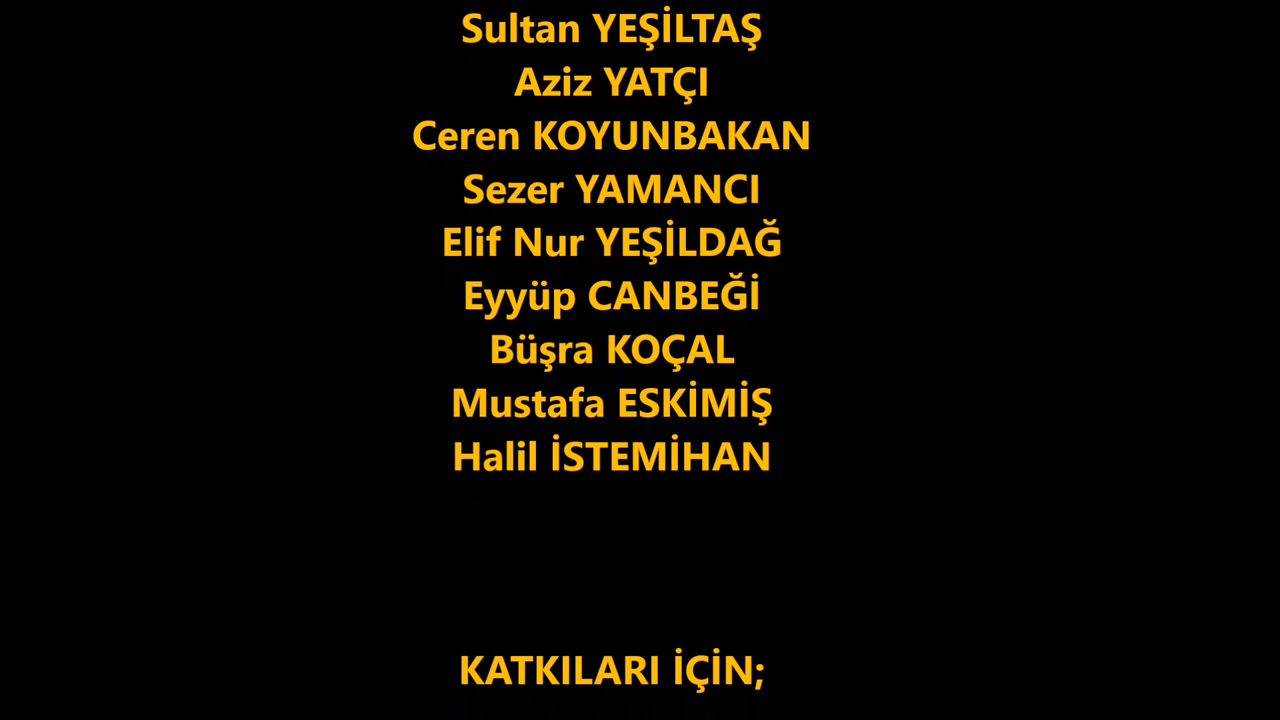 Sultan YEŞİLTAŞ
Aziz YATÇI
Ceren KOYUNBAKAN
Sezer YAMANCI
Elif Nur YEŞİLDAĞ
Eyyüp CANBEĞİ
Büşra KOÇAL
Mustafa ESKİMİŞ
Halil İSTEMİHAN
KATKILARI İÇİN;